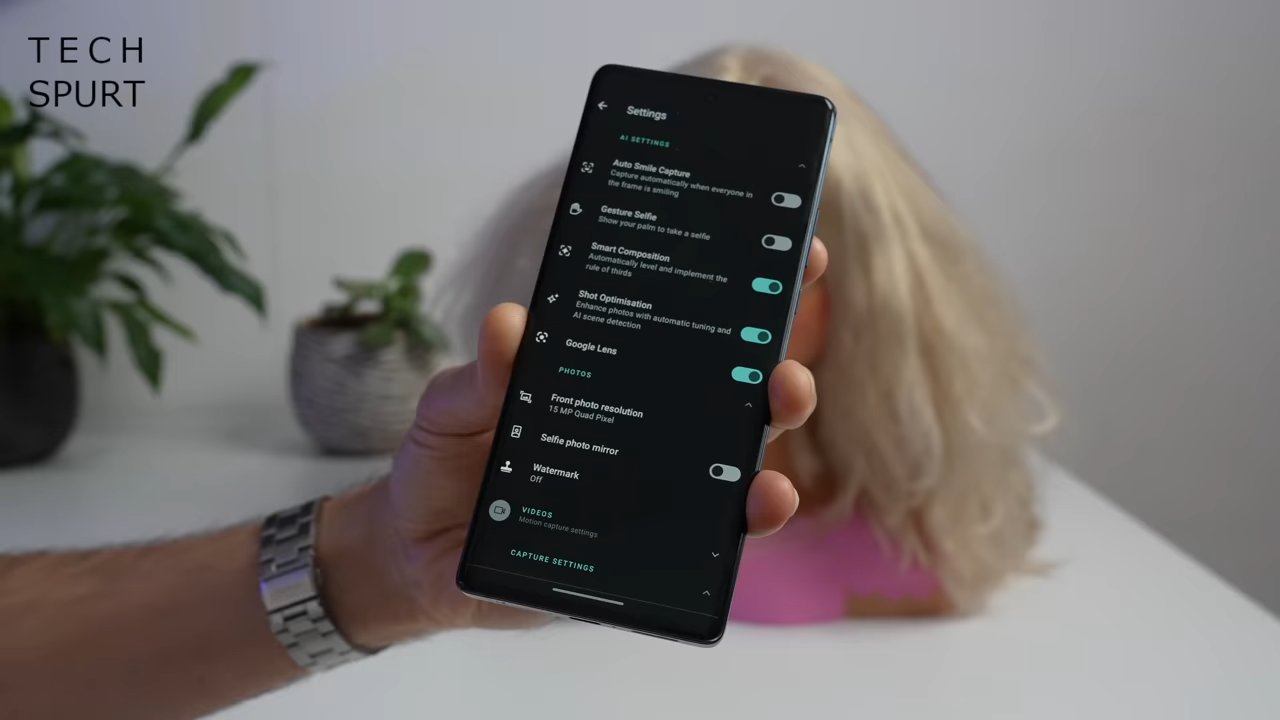 TECH
SPURT
Settings
AI SETTINGS
Auto Smile Capture
Capture automatically when everyone in
the frame is smiling
Gesture Selfie
Show your palm to take a selfie
Smart Composition
Automatically level and implement the
rule of thirds
Shot Optimisation
Enhance photos with automatic tuning and
AI scene detection
Google Lens
PHOTOS
Front photo resolution
15 MP Quad Pixel
Selfie photo mirror
Watermark
Off
VIDEOS
Motion capture settings
CAPTURE SETTINGS